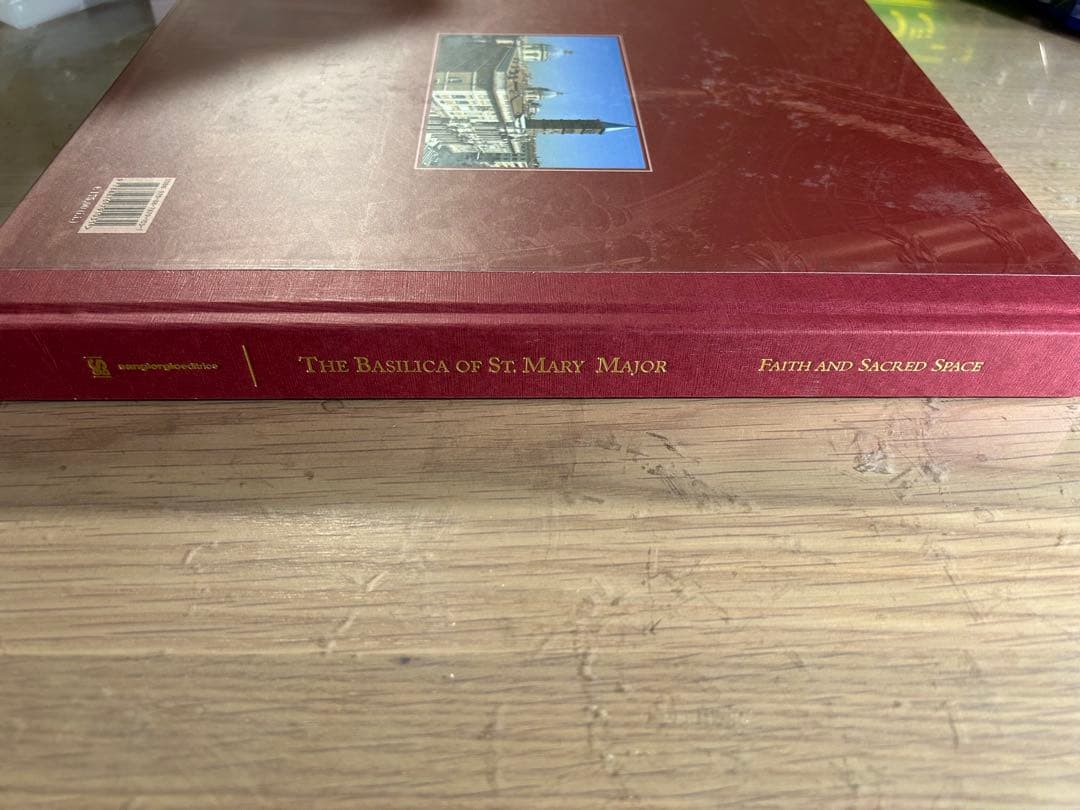 sangiorgioeditrice
THE BASILICA OF ST. MARY MAJOR
FAITH AND SACRED SPACE